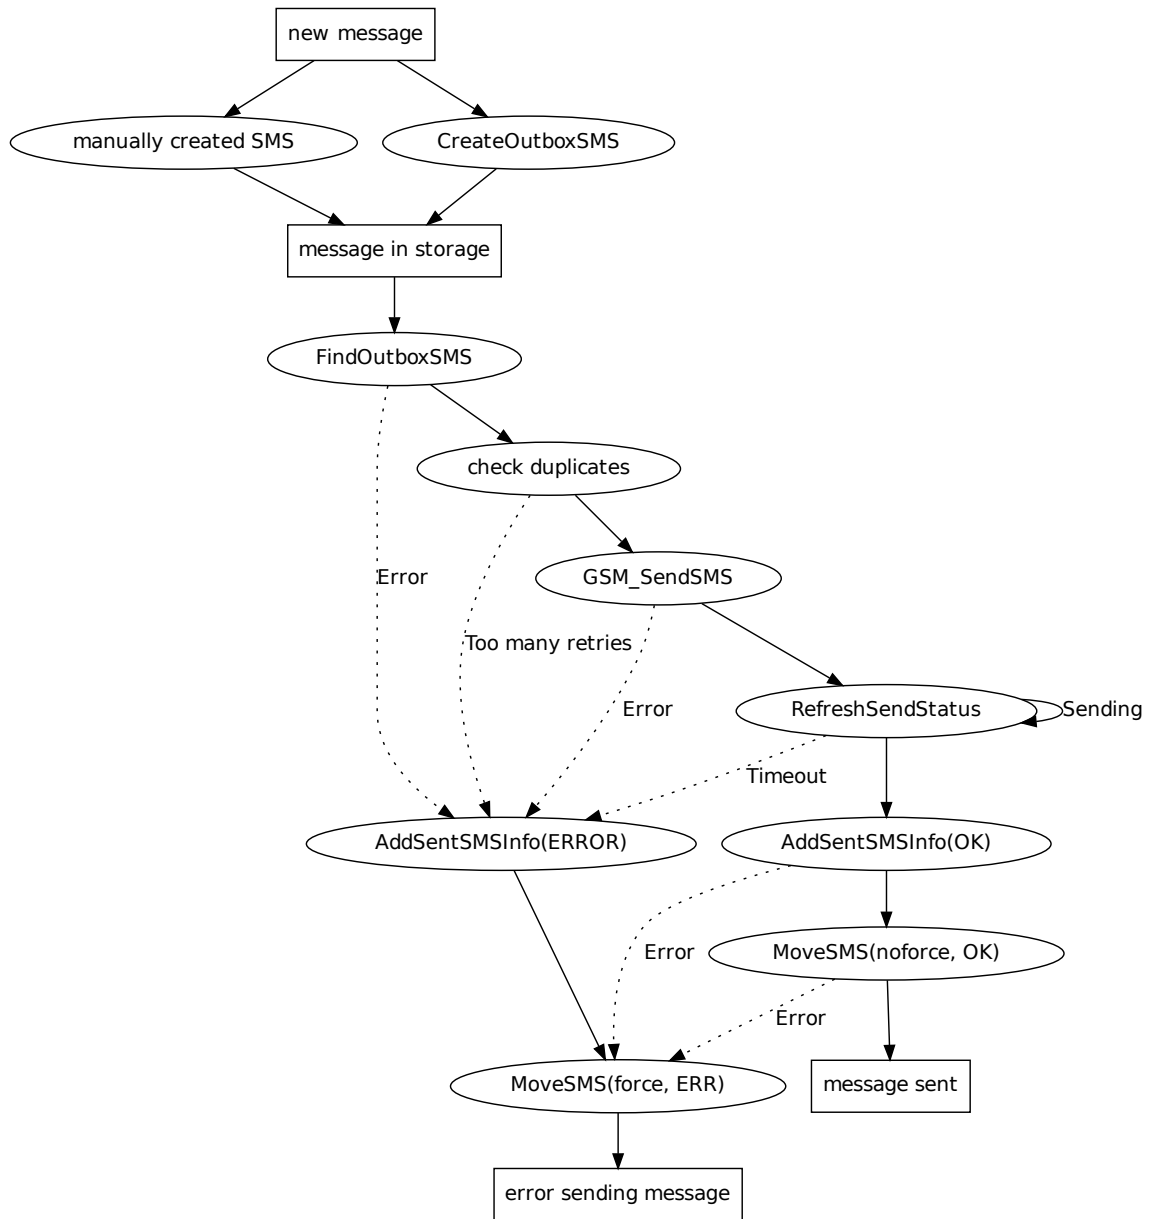 new message
manually created SMS
CreateOutboxSMS
message in storage
FindOutboxSMS
check duplicates
Error
GSM_SendSMS
Too many retries
Error
RefreshSendStatus
Sending
Timeout
AddSentSMSInfo(ERROR)
AddSentSMSInfo(OK)
Error
MoveSMS(noforce, OK)
Error
MoveSMS(force, ERR)
message sent
error sending message